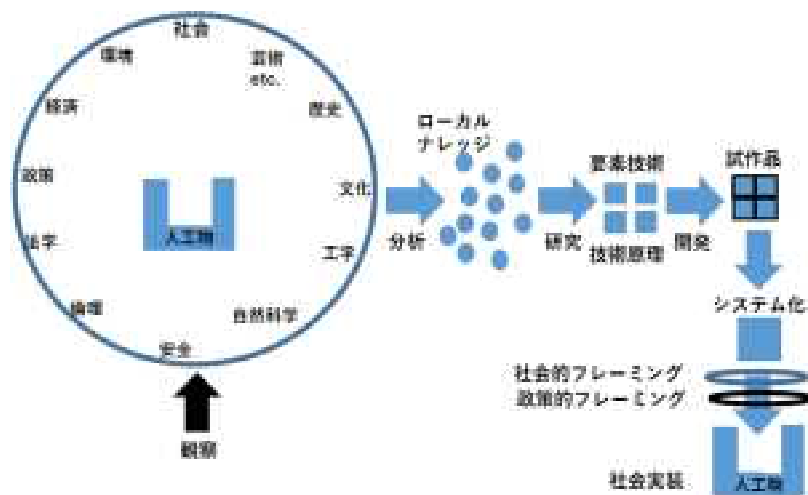 社会
環境
芸術
etc.
経済
歴史
政策
文化
人工物
法学
工学
倫理
自然科学
安全
観察
分析
ローカル
ナレッジ
研究
要素技術
技術原理
開発
試作品
システム化
社会的フレーミング
政策的フレーミング
社会実装
人工物